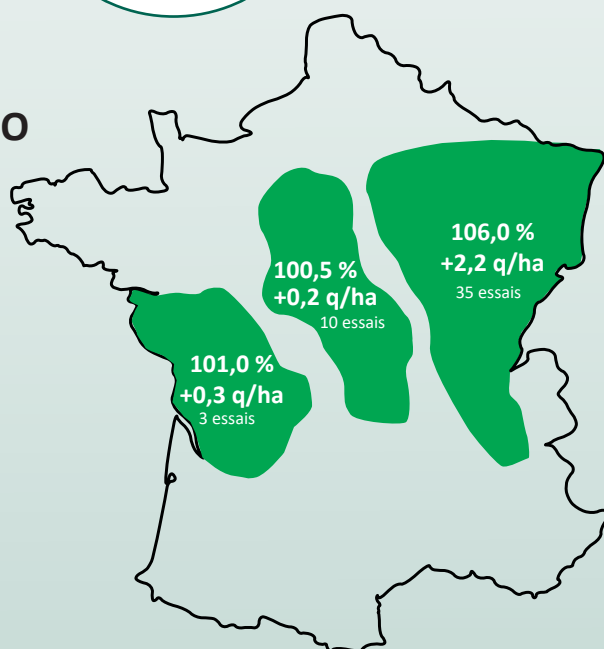 O
106,0 %
+2,2 q/ha
35 essais
100,5 %
+0,2 q/ha
10 essais
101,0 %
+0,3 q/ha
3 essais